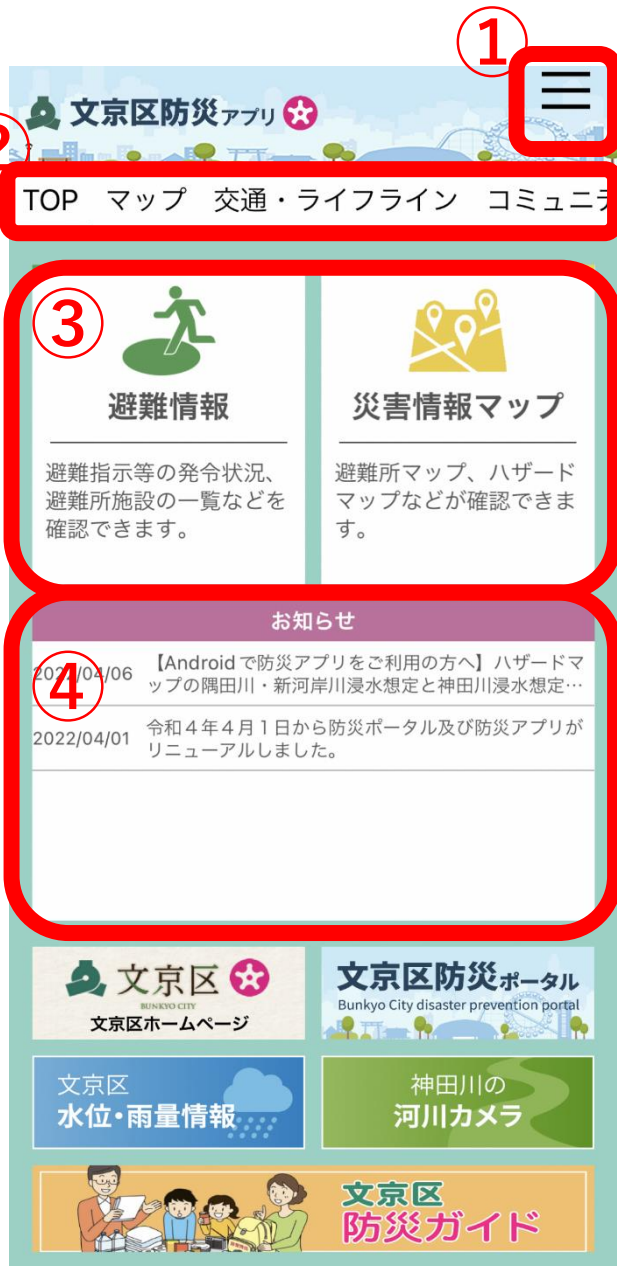 ①
文京区防災アプリ
TOP マップ 交通・ライフライン コミュニテ
③
避難情報
避難指示等の発令状況、
避難所施設の一覧などを
確認できます。
災害情報マップ
避難所マップ、ハザード
マップなどが確認できま
す。
お知らせ
④
2022/04/06 【Androidで防災アプリをご利用の方へ】ハザードマ
ップの隅田川・新河岸川浸水想定と神田川浸水想定…
2022/04/01 令和４年４月１日から防災ポータル及び防災アプリが
リニューアルしました。
文京区
BUNKYO CITY
文京区ホームページ
文京区防災ポータル
Bunkyo City disaster prevention portal
文京区
水位・雨量情報
神田川の
河川カメラ
文京区
防災ガイド